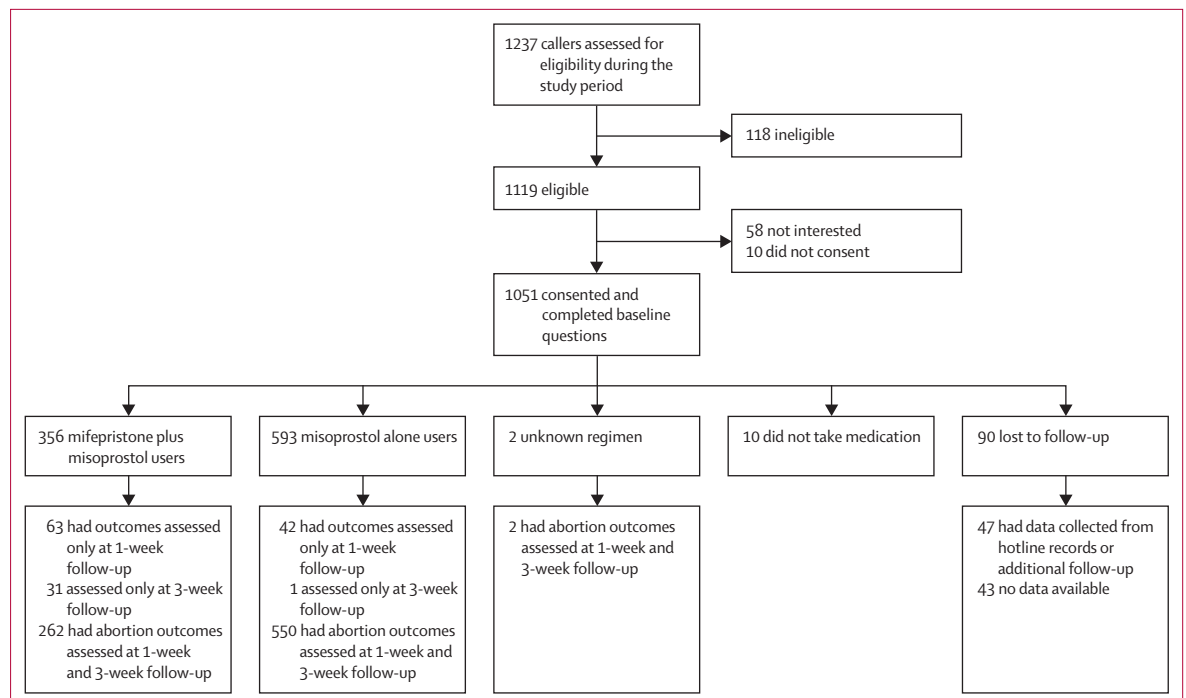 1237 callers assessed for
eligibility during the
study period
118 ineligible
1119 eligible
58 not interested
10 did not consent
1051 consented and
completed baseline
questions
356 mifepristone plus
misoprostol users
593 misoprostol alone users
2 unknown regimen
10 did not take medication
90 lost to follow-up
63 had outcomes assessed
only at 1-week
follow-up
31 assessed only at 3-week
follow-up
262 had abortion outcomes
assessed at 1-week
and 3-week follow-up
42 had outcomes assessed
only at 1-week
follow-up
1 assessed only at 3-week
follow-up
550 had abortion outcomes
assessed at 1-week and
3-week follow-up
2 had abortion outcomes
assessed at 1-week and
3-week follow-up
47 had data collected from
hotline records or
additional follow-up
43 no data available